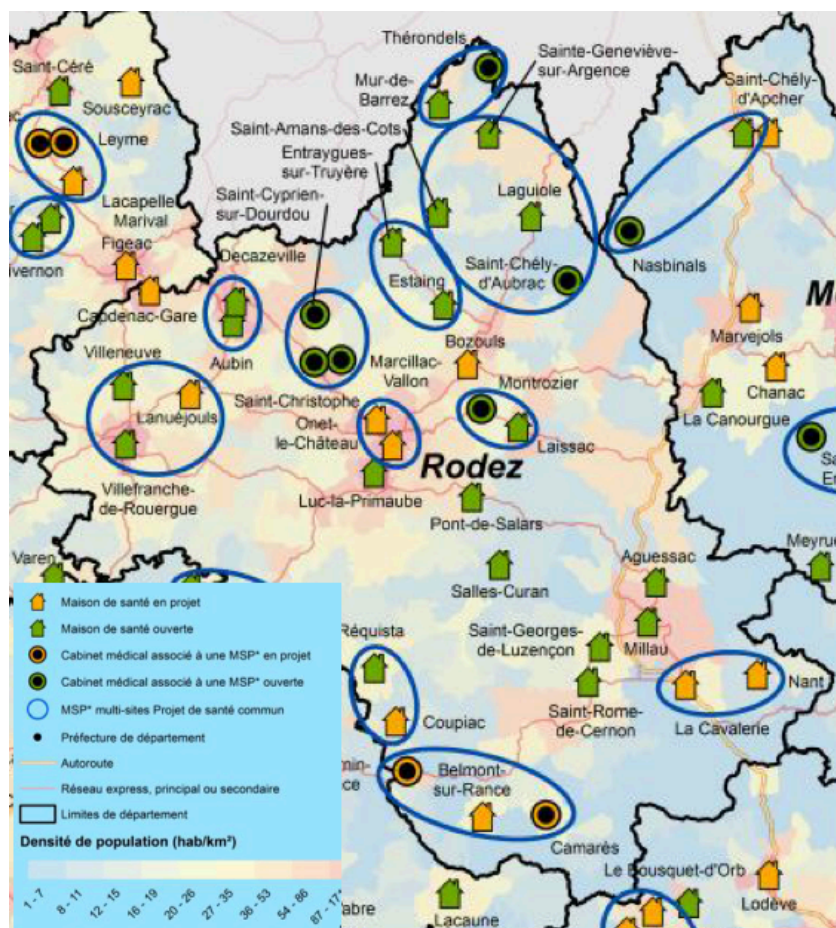 Thérondels
Sainte-Geneviève-
sur-Argence
Saint-Céré
Sousceyrac
Mur-de-
Barrez
Saint-Chély-
d'Apcher
Leyme
Saint-Amans-des-Cots
Entraygues-
sur-Truyère
Saint-Cyprien-
sur-Dourdou
Laguiole
Lacapelle
Marival
ivernon
Figeac
Decazeville
Estaing
Saint-Chély-
d'Aubrac
Nasbinals
Capdenac-Gare
Villeneuve
Aubin
Bozouls
Marcillac-
Vallon
Marvejols
Lanuéjouls
Saint-Christophe
Montrozier
Chanac
Onet-
le-Château
Laissac
La Canourgue
Rodez
Villefranche-
de-Rouergue
Luc-la-Primaube
Pont-de-Salars
Varen
Aguessac
Meyrue
Salles-Curan
Réquista
Saint-Georges-
de-Luzençon
Millau
Nant
Coupiac
Saint-Rome-
de-Cernon
La Cavalerie
Belmont-
sur-Rance
Camarès
Le Bousquet-d'Orb
Lodève
Lacaune
Maison de santé en projet
Maison de santé ouverte
Cabinet médical associé à une MSP* en projet
Cabinet médical associé à une MSP* ouverte
MSP* multi-sites Projet de santé commun
Préfecture de département
Autoroute
Réseau express, principal ou secondaire
Limites de département
Densité de population (hab/km²)
1 - 7
8 - 11
12 - 15
16 - 19
20 - 26
27 - 35
36 - 53
54 - 86